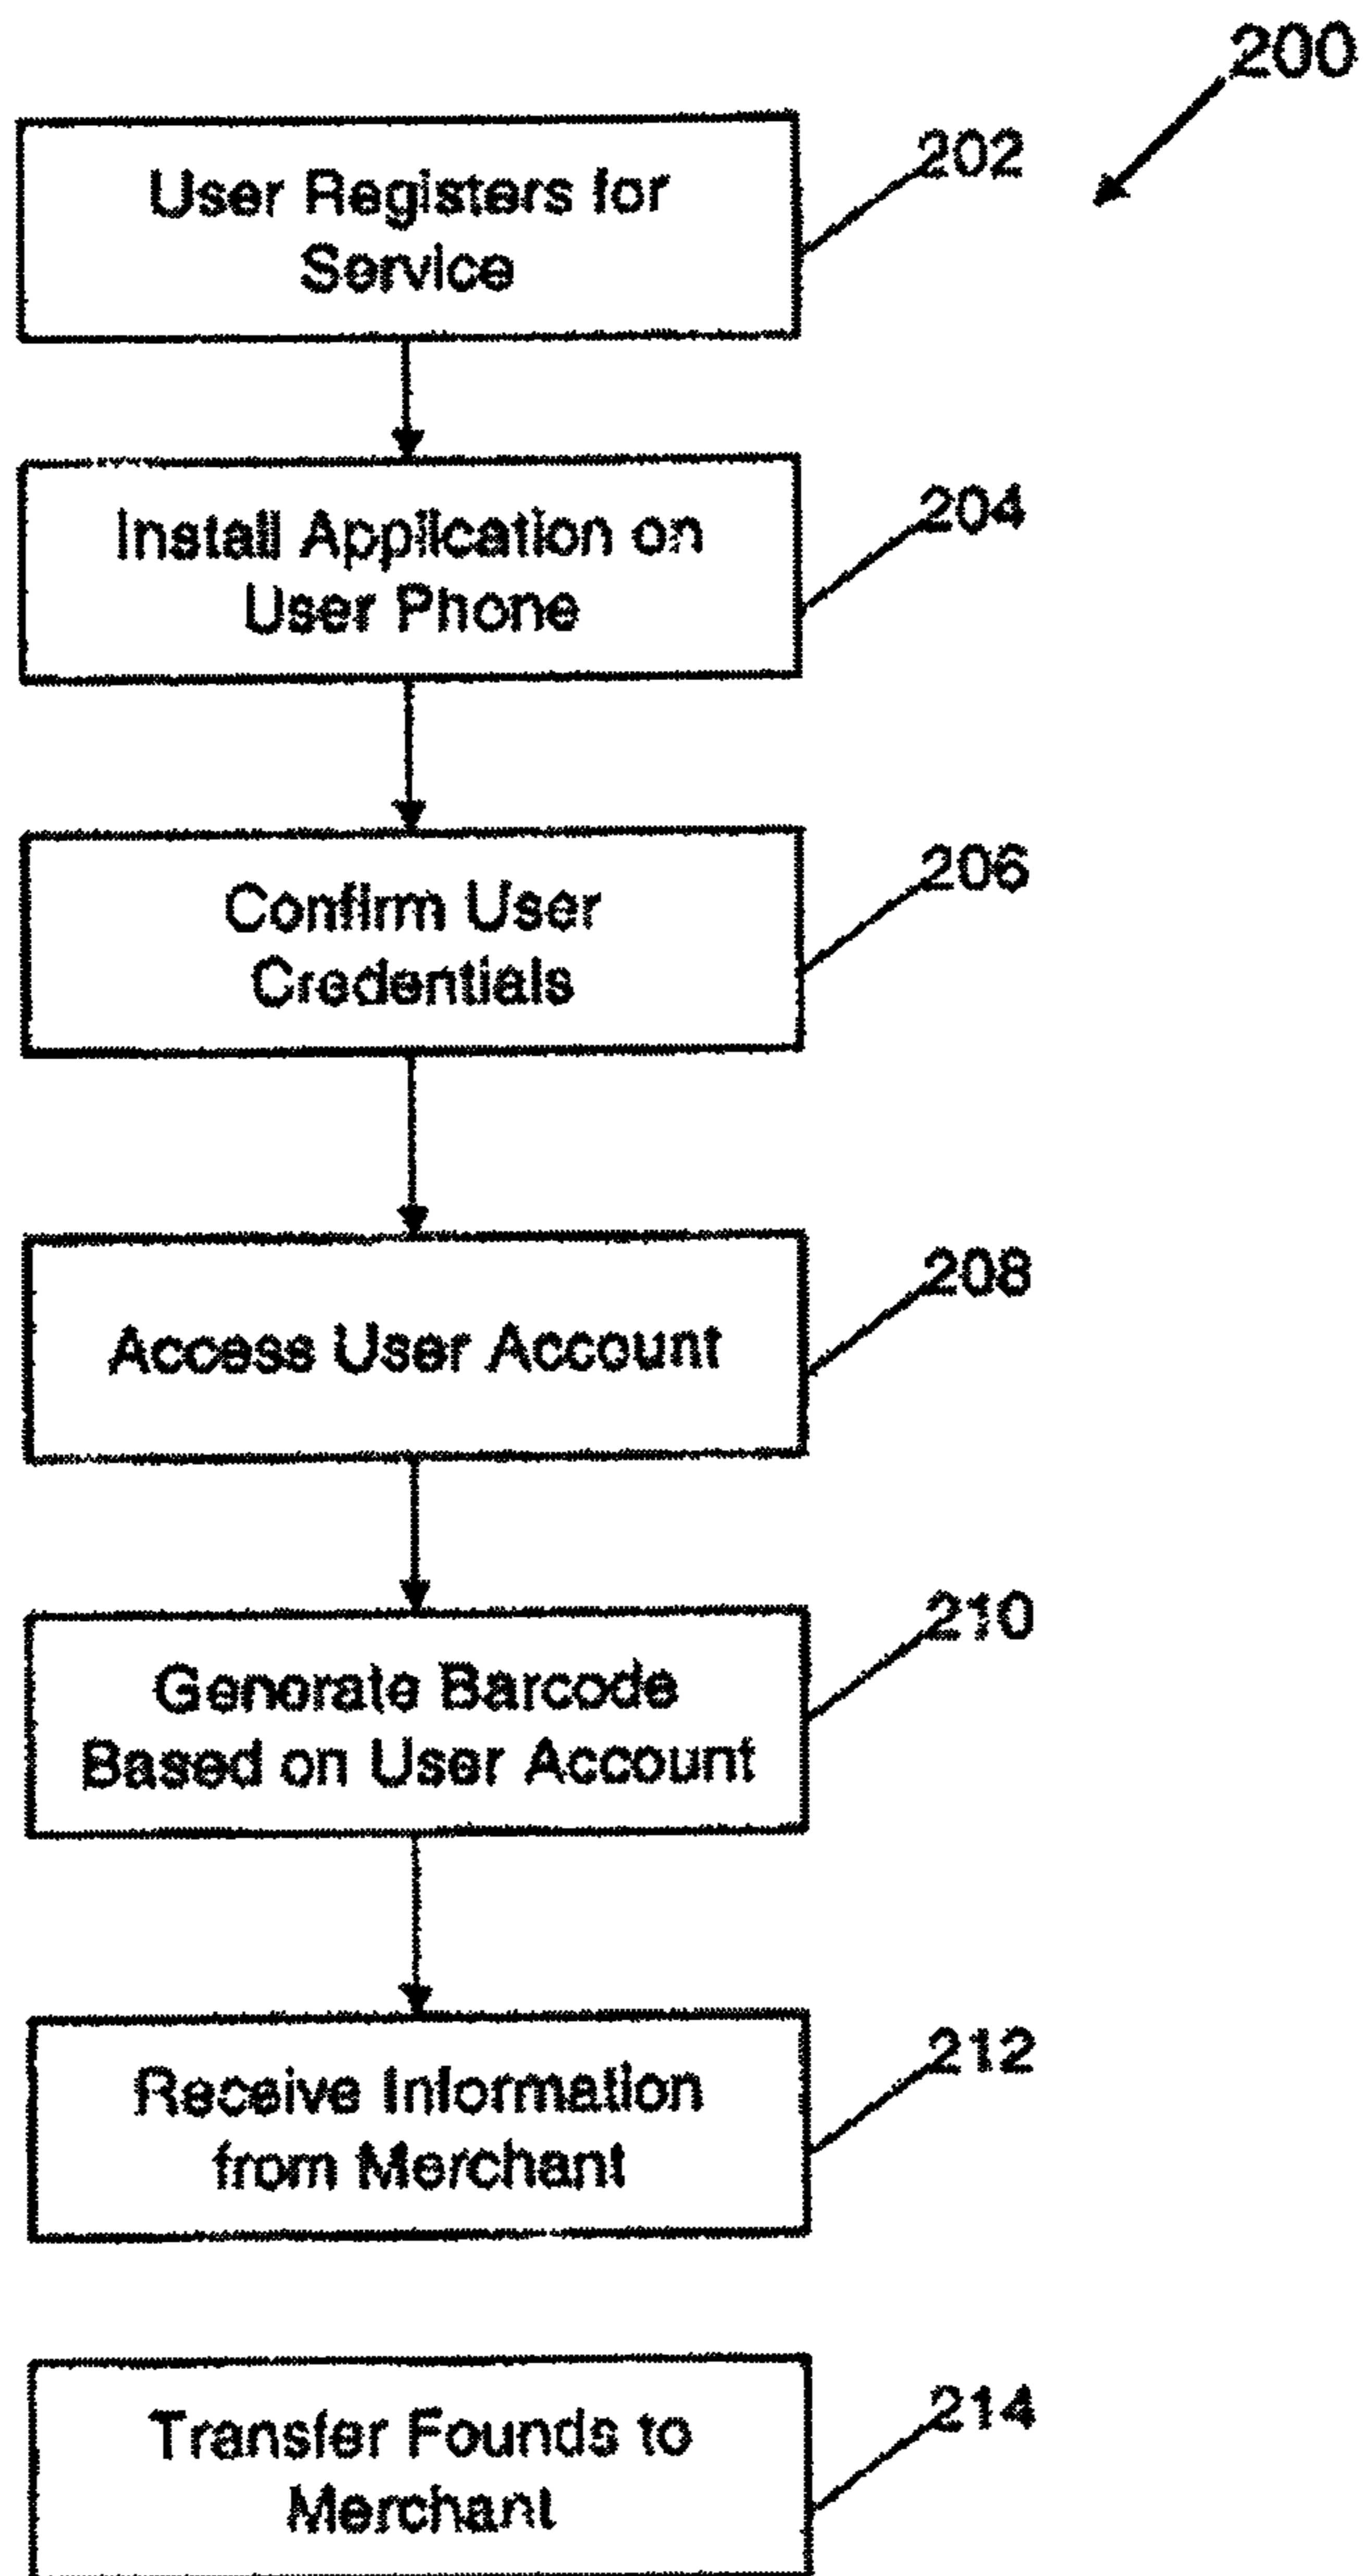 200
User Registers for
Service
202
Install Application on
User Phone
204
Confirm User
Credentials
206
Access User Account
208
Generate Barcode
Based on User Account
210
Receive Information
from Merchant
212
Transfer Founds to
Merchant
214